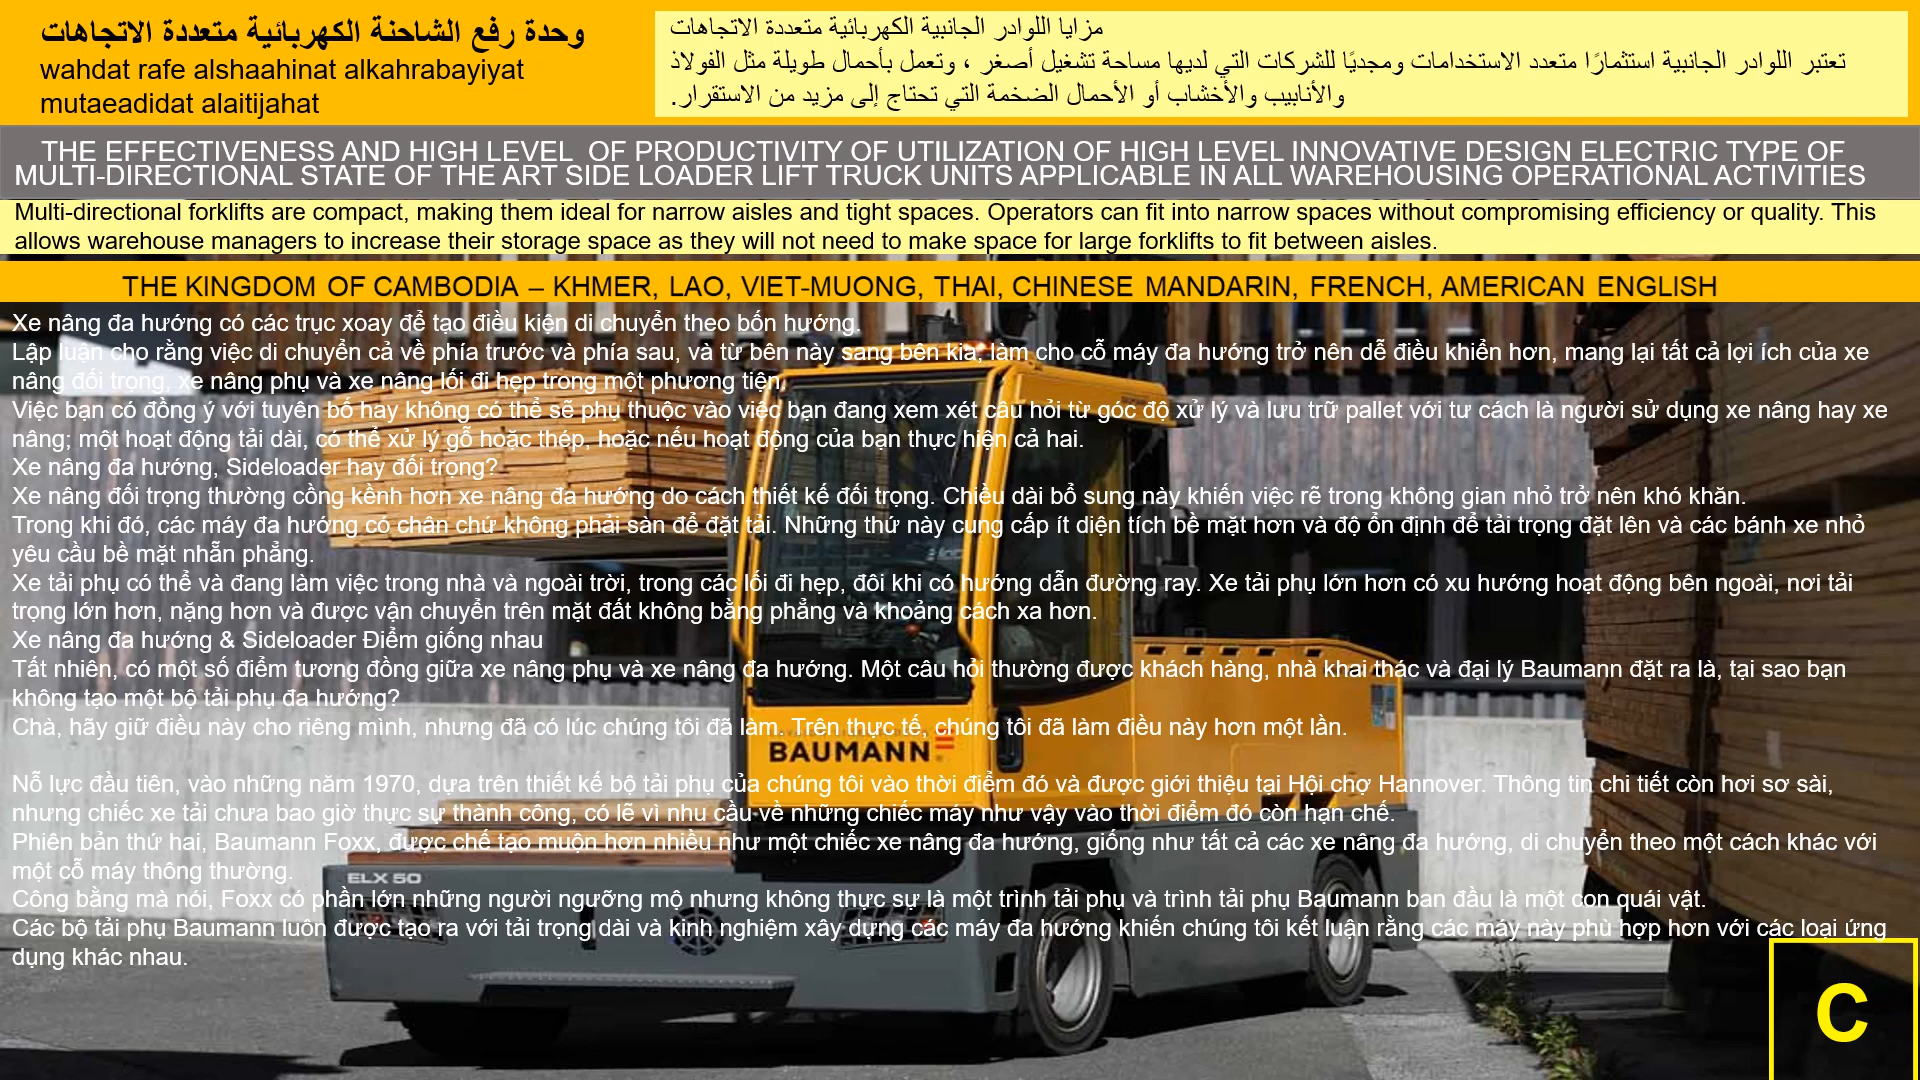 وحدة رفع الشاحنة الكهربائية متعددة الاتجاهات
wahdat rafe alshaahinat alkahrabayiyat
mutaeadidat alaitijahat
مزايا اللوادر الجانبية الكهربائية متعددة الاتجاهات
تعتبر اللوادر الجانبية استثمارًا متعدد الاستخدامات ومجديًا للشركات التي لديها مساحة تشغيل أصغر ، وتعمل بأحمال طويلة مثل الفولاذ
والأنابيب والأخشاب أو الأحمال الضخمة التي تحتاج إلى مزيد من الاستقرار.
THE EFFECTIVENESS AND HIGH LEVEL OF PRODUCTIVITY OF UTILIZATION OF HIGH LEVEL INNOVATIVE DESIGN ELECTRIC TYPE OF
MULTI-DIRECTIONAL STATE OF THE ART SIDE LOADER LIFT TRUCK UNITS APPLICABLE IN ALL WAREHOUSING OPERATIONAL ACTIVITIES
Multi-directional forklifts are compact, making them ideal for narrow aisles and tight spaces. Operators can fit into narrow spaces without compromising efficiency or quality. This
allows warehouse managers to increase their storage space as they will not need to make space for large forklifts to fit between aisles.
THE KINGDOM OF CAMBODIA – KHMER, LAO, VIET-MUONG, THAI, CHINESE MANDARIN, FRENCH, AMERICAN ENGLISH
Xe nâng đa hướng có các trục xoay để tạo điều kiện di chuyển theo bốn hướng.
Lập luận cho rằng việc di chuyển cả về phía trước và phía sau, và từ bên này sang bên kia, làm cho cỗ máy đa hướng trở nên dễ điều khiển hơn, mang lại tất cả lợi ích của xe
nâng đối trọng, xe nâng phụ và xe nâng lối đi hẹp trong một phương tiện.
Việc bạn có đồng ý với tuyên bố hay không có thể sẽ phụ thuộc vào việc bạn đang xem xét câu hỏi từ góc độ xử lý và lưu trữ pallet với tư cách là người sử dụng xe nâng hay xe
nâng; một hoạt động tải dài, có thể xử lý gỗ hoặc thép, hoặc nếu hoạt động của bạn thực hiện cả hai.
Xe nâng đa hướng, Sideloader hay đối trọng?
Xe nâng đối trọng thường cồng kềnh hơn xe nâng đa hướng do cách thiết kế đối trọng. Chiều dài bổ sung này khiến việc rẽ trong không gian nhỏ trở nên khó khăn.
Trong khi đó, các máy đa hướng có chân chứ không phải sàn để đặt tải. Những thứ này cung cấp ít diện tích bề mặt hơn và độ ổn định để tải trọng đặt lên và các bánh xe nhỏ
yêu cầu bề mặt nhẵn phẳng.
Xe tải phụ có thể và đang làm việc trong nhà và ngoài trời, trong các lối đi hẹp, đôi khi có hướng dẫn đường ray. Xe tải phụ lớn hơn có xu hướng hoạt động bên ngoài, nơi tải
trọng lớn hơn, nặng hơn và được vận chuyển trên mặt đất không bằng phẳng và khoảng cách xa hơn.
Xe nâng đa hướng & Sideloader Điểm giống nhau
Tất nhiên, có một số điểm tương đồng giữa xe nâng phụ và xe nâng đa hướng. Một câu hỏi thường được khách hàng, nhà khai thác và đại lý Baumann đặt ra là, tại sao bạn
không tạo một bộ tải phụ đa hướng?
Chà, hãy giữ điều này cho riêng mình, nhưng đã có lúc chúng tôi đã làm. Trên thực tế, chúng tôi đã làm điều này hơn một lần.
BAUMANN
Nỗ lực đầu tiên, vào những năm 1970, dựa trên thiết kế bộ tải phụ của chúng tôi vào thời điểm đó và được giới thiệu tại Hội chợ Hannover. Thông tin chi tiết còn hơi sơ sài,
nhưng chiếc xe tải chưa bao giờ thực sự thành công, có lẽ vì nhu cầu về những chiếc máy như vậy vào thời điểm đó còn hạn chế.
Phiên bản thứ hai, Baumann Foxx, được chế tạo muộn hơn nhiều như một chiếc xe nâng đa hướng, giống như tất cả các xe nâng đa hướng, di chuyển theo một cách khác với
một cỗ máy thông thường.
ELX 50
Công bằng mà nói, Foxx có phần lớn những người ngưỡng mộ nhưng không thực sự là một trình tải phụ và trình tải phụ Baumann ban đầu là một con quái vật.
Các bộ tải phụ Baumann luôn được tạo ra với tải trọng dài và kinh nghiệm xây dựng các máy đa hướng khiến chúng tôi kết luận rằng các máy này phù hợp hơn với các loại ứng
dụng khác nhau.
C